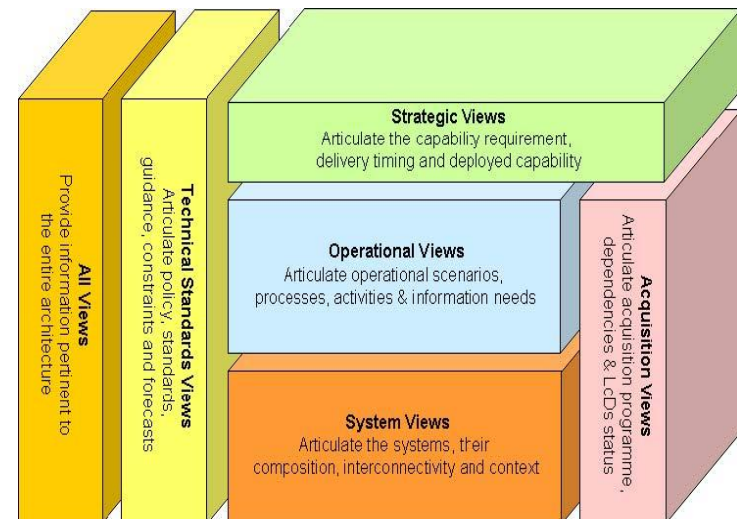 All Views
Provide information pertinent to
the entire architecture
Technical Standards Views
Articulate policy, standards,
guidance, constraints and forecasts
Strategic Views
Articulate the capability requirement,
delivery timing and deployed capability
Operational Views
Articulate operational scenarios,
processes, activities & information needs
System Views
Articulate the systems, their
composition, interconnectivity and context
Acquisition Views
Articulate acquisition programme,
dependencies & LcDs status